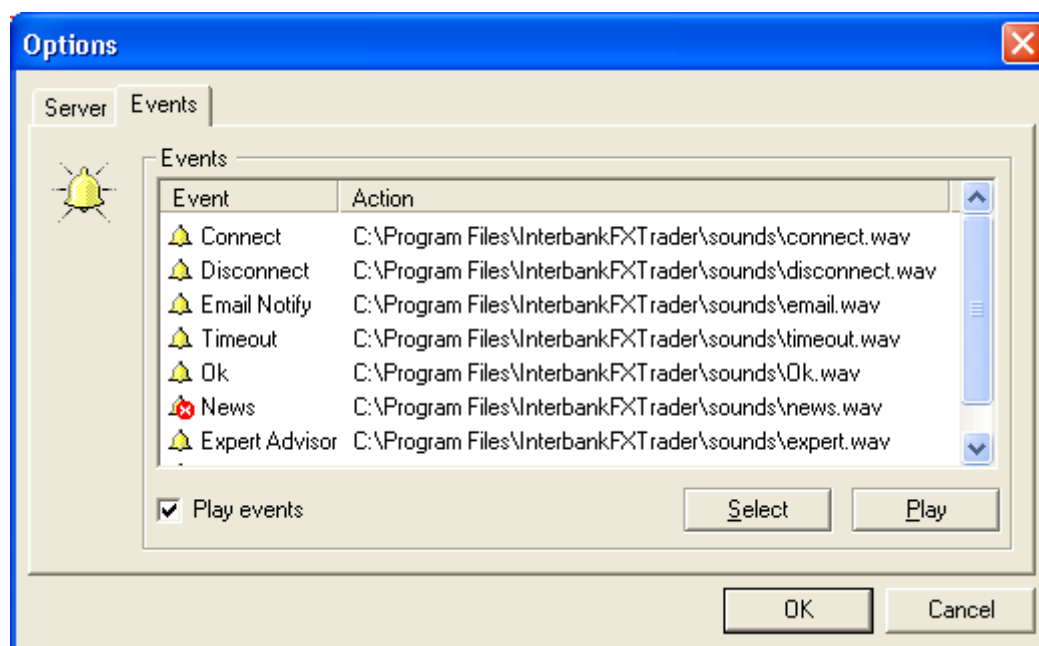 Options
Server Events
Events
Event Action
Connect C:\Program Files\InterbankFXTrader\sounds\connect.wav
Disconnect C:\Program Files\InterbankFXTrader\sounds\disconnect.wav
Email Notify C:\Program Files\InterbankFXTrader\sounds\email.wav
Timeout C:\Program Files\InterbankFXTrader\sounds\timeout.wav
Ok C:\Program Files\InterbankFXTrader\sounds\Ok.wav
News C:\Program Files\InterbankFXTrader\sounds\news.wav
Expert Advisor C:\Program Files\InterbankFXTrader\sounds\expert.wav
Play events Select Play
OK Cancel